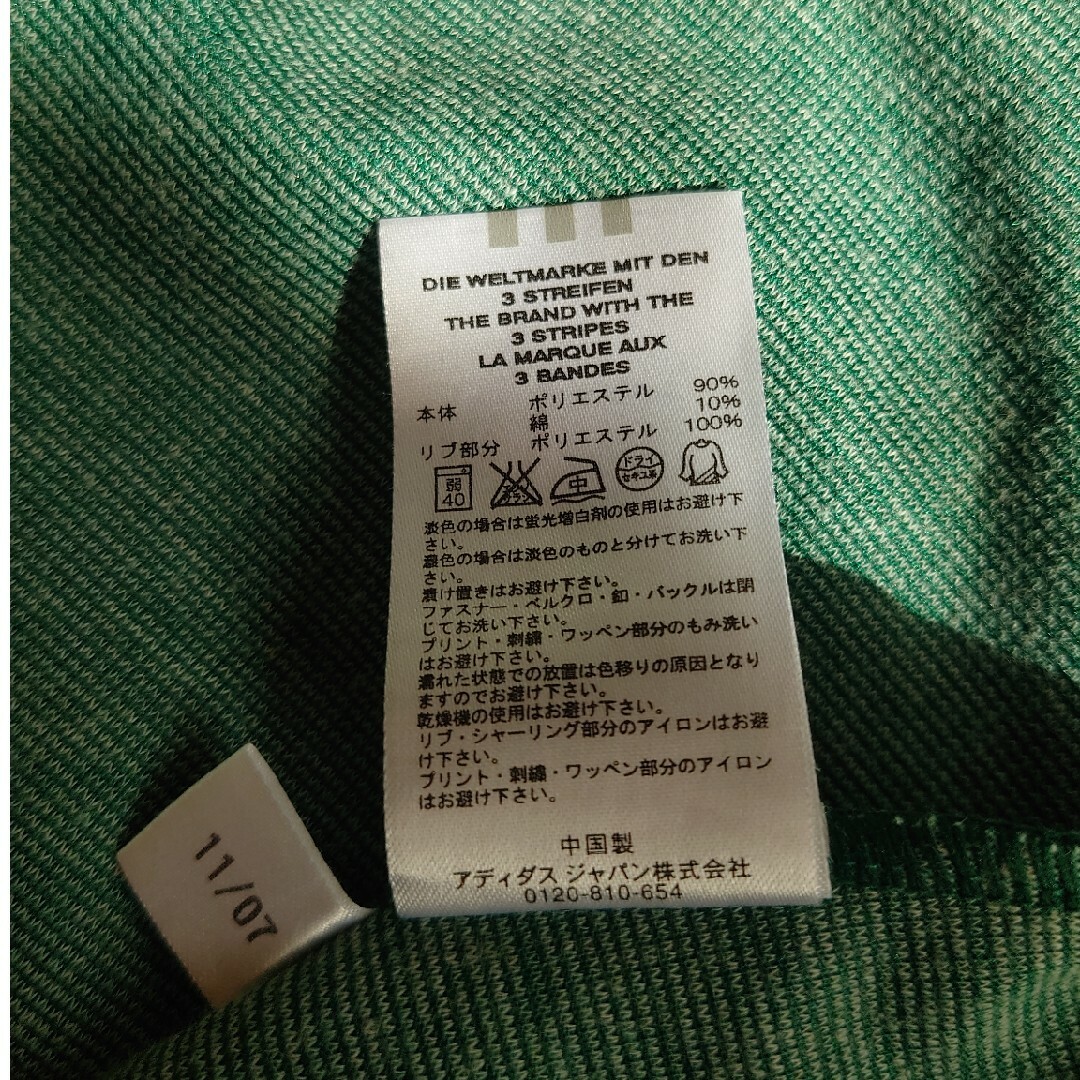 DIE WELTMARKE MIT DEN
3 STREIFEN
THE BRAND WITH THE
3 STRIPES
LA MARQUE AUX
3 BANDES
本体 ポリエステル 90%
綿 10%
リブ部分 ポリエステル 100%
弱 40
エンソ サラシ
中
ドライ セキユ系
淡色の場合は蛍光増白剤の使用はお避け下
さい。
濃色の場合は淡色のものと分けてお洗い下
さい。
漬け置きはお避け下さい。
ファスナー・ベルクロ・釦・バックルは閉
じてお洗い下さい。
プリント・刺繍・ワッペン部分のもみ洗い
はお避け下さい。
濡れた状態での放置は色移りの原因となり
ますのでお避け下さい。
乾燥機の使用はお避け下さい。
リブ・シャーリング部分のアイロンはお避
け下さい。
プリント・刺繍・ワッペン部分のアイロン
はお避け下さい。
中国製
アディダス ジャパン株式会社
0120-810-654
11/07